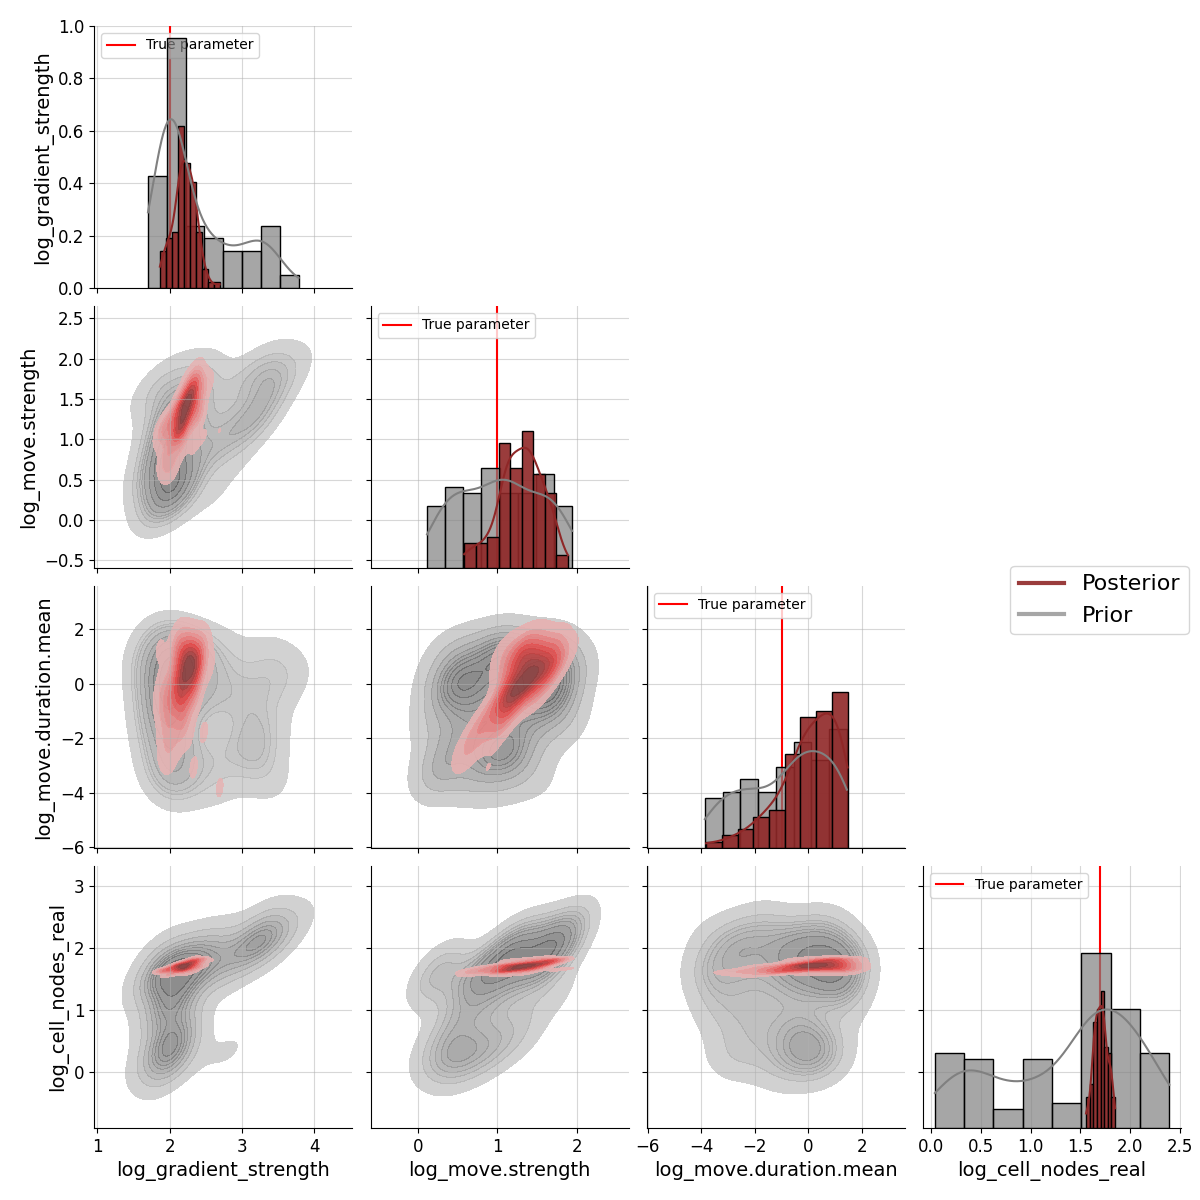 log_gradient_strength
1.0
0.8
0.6
0.4
0.2
0.0
True parameter
log_move.strength
2.5
2.0
1.5
1.0
0.5
0.0
−0.5
True parameter
log_move.duration.mean
2
0
−2
−4
−6
True parameter
Posterior
Prior
log_cell_nodes_real
3
2
1
0
True parameter
1 2 3 4
0 1 2
−6 −4 −2 0 2
0.0 0.5 1.0 1.5 2.0 2.5
log_gradient_strength
log_move.strength
log_move.duration.mean
log_cell_nodes_real